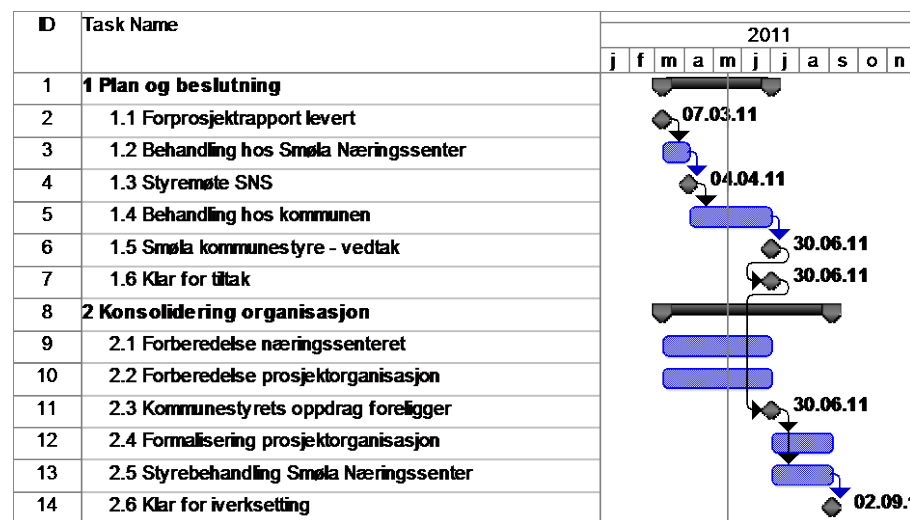 ID Task Name
2011
j f m a m j j a s o n
1 1 Plan og beslutning
2 1.1 Forprosjektrapport levert 07.03.11
3 1.2 Behandling hos Smøla Næringssenter
4 1.3 Styremøte SNS 04.04.11
5 1.4 Behandling hos kommunen
6 1.5 Smøla kommunestyre - vedtak 30.06.11
7 1.6 Klar for tiltak 30.06.11
8 2 Konsolidering organisasjon
9 2.1 Forberedelse næringssenteret
10 2.2 Forberedelse prosjektorganisasjon
11 2.3 Kommunestyrets oppdrag foreligger 30.06.11
12 2.4 Formalisering prosjektorganisasjon
13 2.5 Styrebehandling Smøla Næringssenter
14 2.6 Klar for iverksetting 02.09.